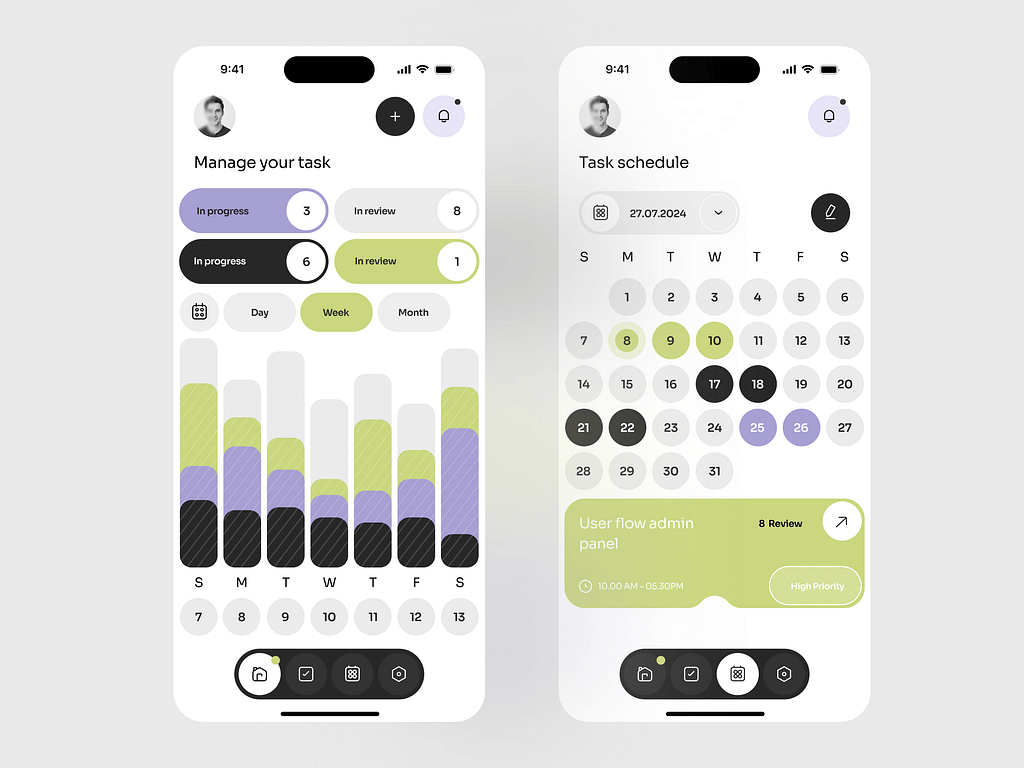 9:41
Manage your task
In progress 3
In review 8
In progress 6
In review 1
Day Week Month
S M T W T F S
7 8 9 10 11 12 13
9:41
Task schedule
27.07.2024
S M T W T F S
1 2 3 4 5 6
7 8 9 10 11 12 13
14 15 16 17 18 19 20
21 22 23 24 25 26 27
28 29 30 31
User flow admin
panel
8 Review
10.00 AM - 05.30PM
High Priority